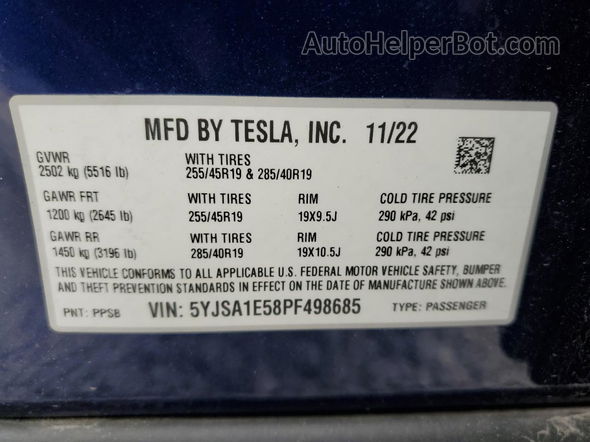 AutoHelperBot.com
MFD BY TESLA, INC. 11/22
GVWR WITH TIRES
2502 kg (5516 lb) 255/45R19 & 285/40R19
GAWR FRT WITH TIRES RIM COLD TIRE PRESSURE
1200 kg (2645 lb) 255/45R19 19X9.5J 290 kPa, 42 psi
GAWR RR WITH TIRES RIM COLD TIRE PRESSURE
1450 kg (3196 lb) 285/40R19 19X10.5J 290 kPa, 42 psi
THIS VEHICLE CONFORMS TO ALL APPLICABLE U.S. FEDERAL MOTOR VEHICLE SAFETY, BUMPER
AND THEFT PREVENTION STANDARDS IN EFFECT ON THE DATE OF MANUFACTURE SHOWN ABOVE.
PNT: PPSB VIN: 5YJSA1E58PF498685 TYPE: PASSENGER